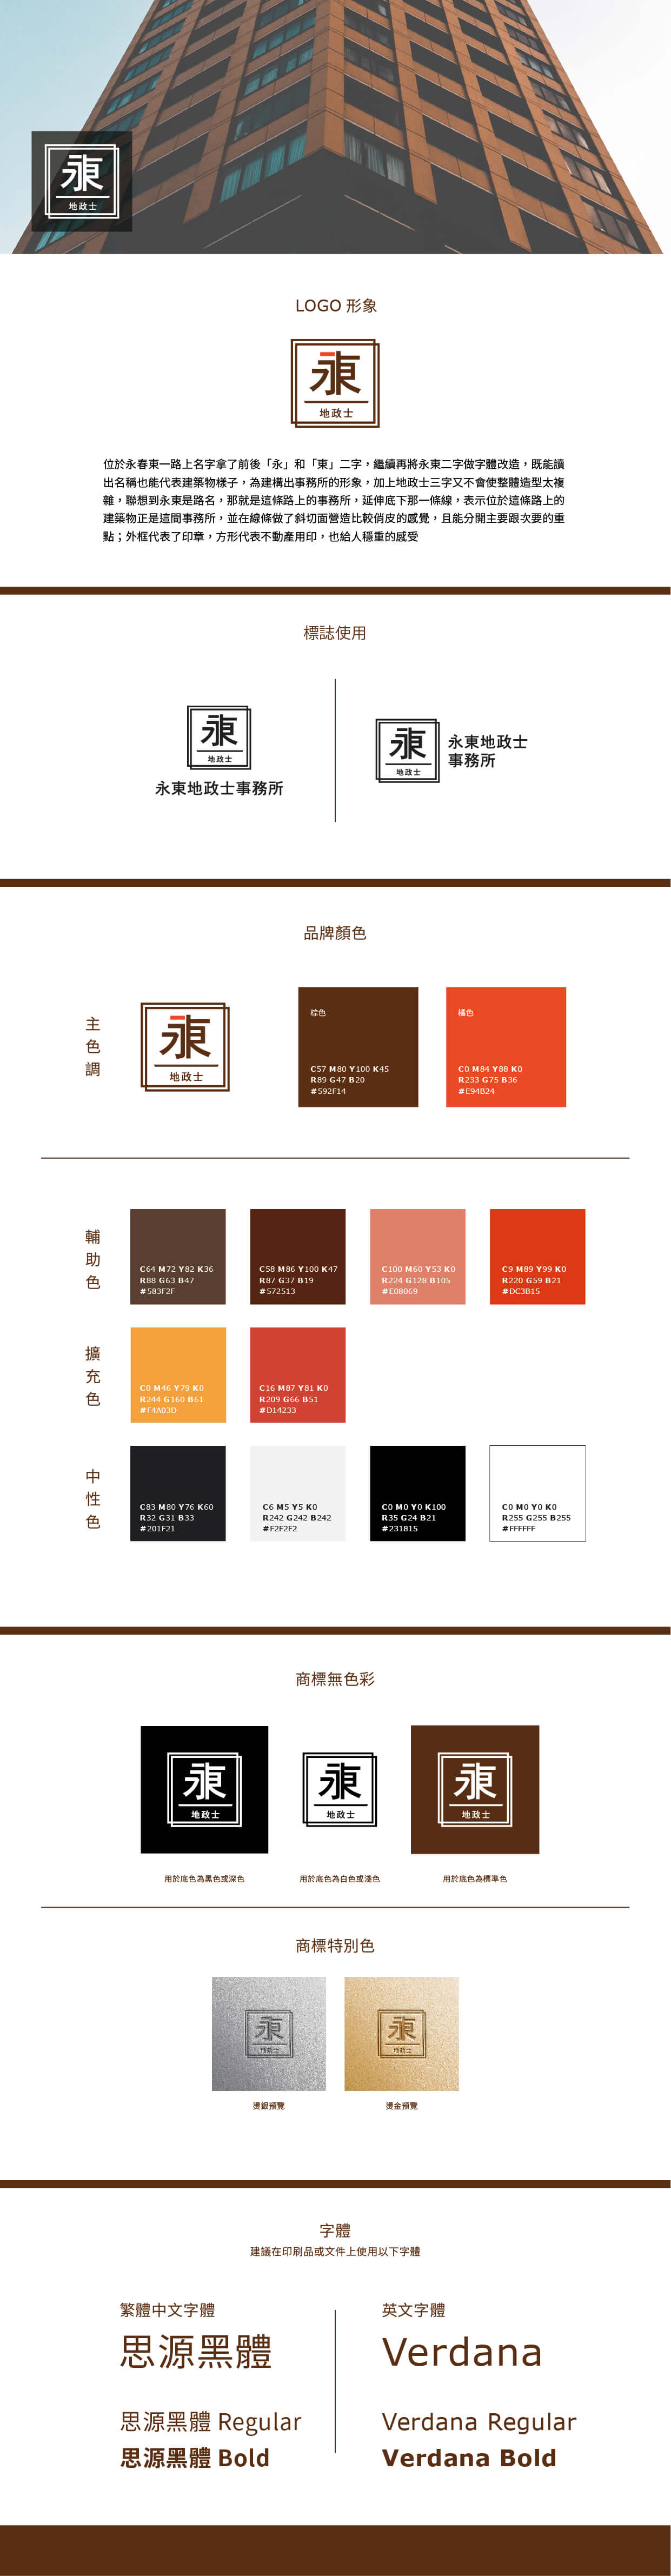 永東
地政士
LOGO 形象
永東
地政士
位於永春東一路上名字拿了前後「永」和「東」二字，繼續再將永東二字做字體改造，既能讀
出名稱也能代表建築物樣子，為建構出事務所的形象，加上地政士三字又不會使整體造型太複
雜，聯想到永東是路名，那就是這條路上的事務所，延伸底下那一條線，表示位於這條路上的
建築物正是這間事務所，並在線條做了斜切面營造比較俏皮的感覺，且能分開主要跟次要的重
點；外框代表了印章，方形代表不動產用印，也給人穩重的感受
標誌使用
永東
地政士
永東地政士事務所
永東
地政士
永東地政士
事務所
品牌顏色
主色調
永東
地政士
棕色
C57 M80 Y100 K45
R89 G47 B20
#592F14
橘色
C0 M84 Y88 K0
R233 G75 B36
#E94B24
輔助色
C64 M72 Y82 K36
R88 G63 B47
#583F2F
C58 M86 Y100 K47
R87 G37 B19
#572513
C100 M60 Y53 K0
R224 G128 B105
#E08069
C9 M89 Y99 K0
R220 G59 B21
#DC3B15
擴充色
C0 M46 Y79 K0
R244 G160 B61
#F4A03D
C16 M87 Y81 K0
R209 G66 B51
#D14233
中性色
C83 M80 Y76 K60
R32 G31 B33
#201F21
C6 M5 Y5 K0
R242 G242 B242
#F2F2F2
C0 M0 Y0 K100
R35 G24 B21
#231815
C0 M0 Y0 K0
R255 G255 B255
#FFFFFF
商標無色彩
永東
地政士
永東
地政士
永東
地政士
用於底色為黑色或深色
用於底色為白色或淺色
用於底色為標準色
商標特別色
永東
地政士
永東
地政士
燙銀預覽
燙金預覽
字體
建議在印刷品或文件上使用以下字體
繁體中文字體
思源黑體
思源黑體 Regular
思源黑體 Bold
英文字體
Verdana
Verdana Regular
Verdana Bold